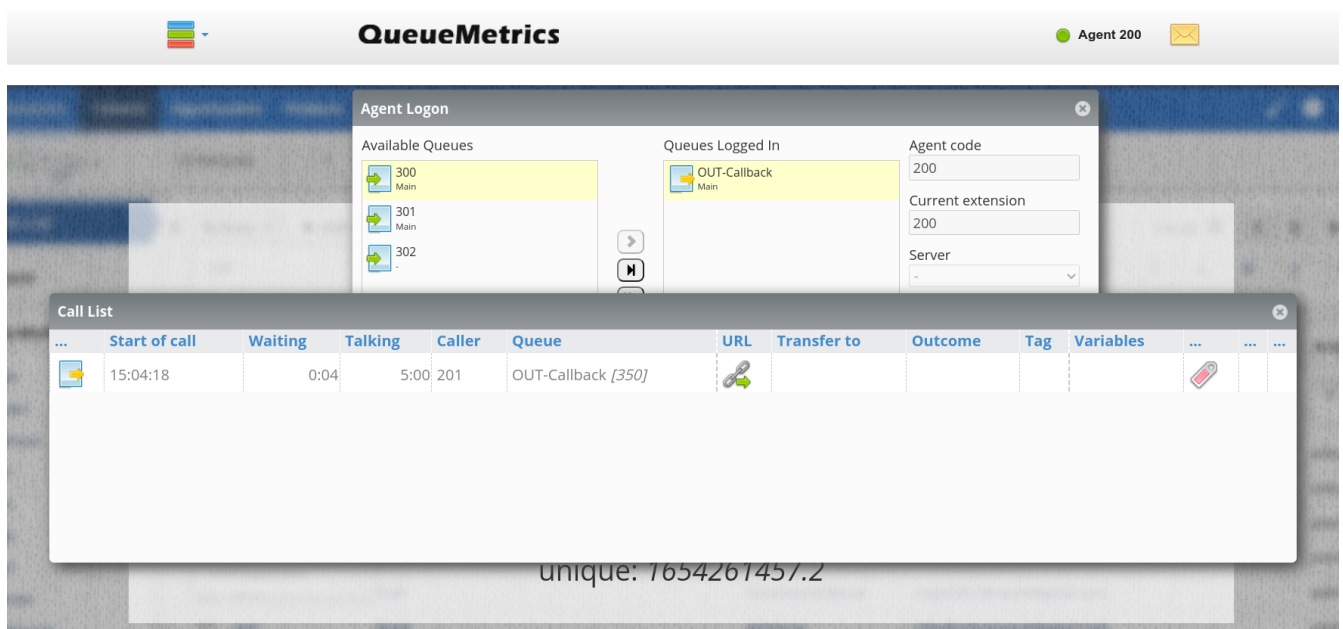 QueueMetrics
Agent 200
Agent Logon
Available Queues
Queues Logged In
Agent code
300
Main
OUT-Callback
Main
200
301
Main
Current extension
200
302
-
Server
-
Call List
... Start of call Waiting Talking Caller Queue URL Transfer to Outcome Tag Variables ... ... ...
15:04:18 0:04 5:00 201 OUT-Callback [350]
unique: 1654261457.2